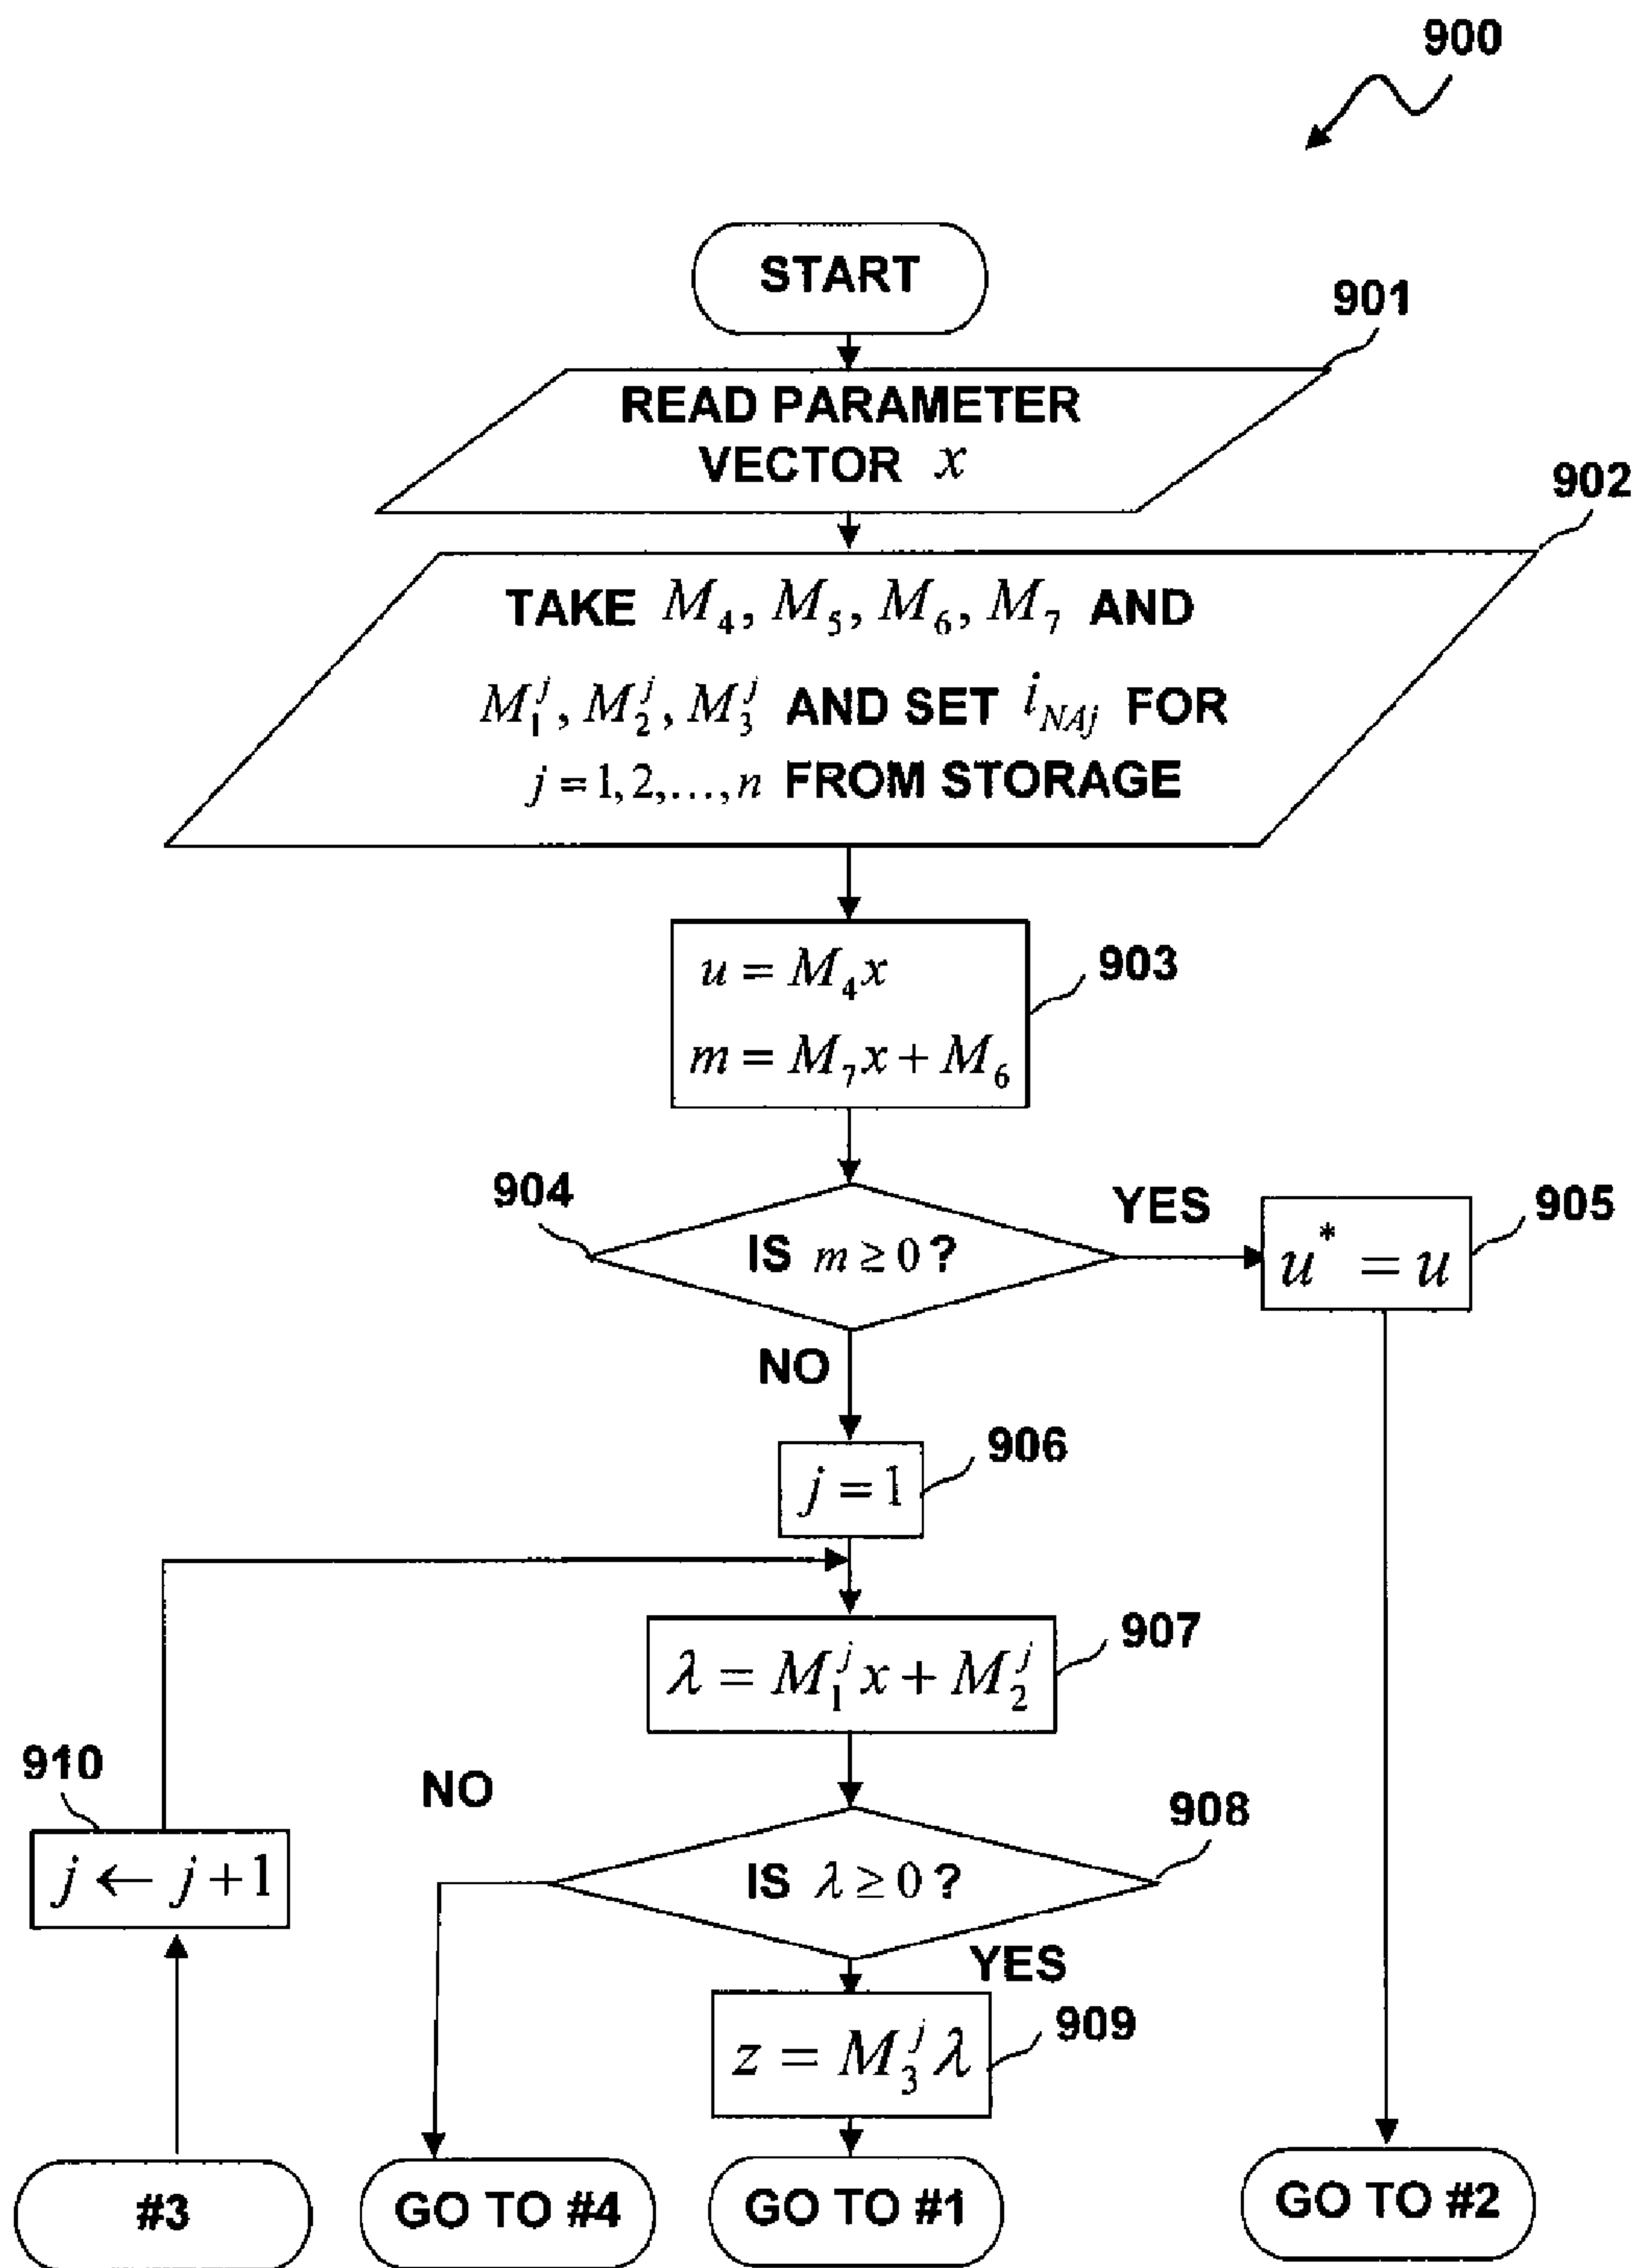 900
START
901
READ PARAMETER
VECTOR x
902
TAKE M₄, M₅, M₆, M₇ AND
M₁ʲ, M₂ʲ, M₃ʲ AND SET i_{NAj} FOR
j = 1, 2, ..., n FROM STORAGE
903
u = M₄x
m = M₇x + M₆
904
IS m ≥ 0 ?
YES
905
u* = u
NO
906
j = 1
907
λ = M₁ʲx + M₂ʲ
910
j ← j + 1
NO
908
IS λ ≥ 0 ?
YES
909
z = M₃ʲλ
#3
GO TO #4
GO TO #1
GO TO #2